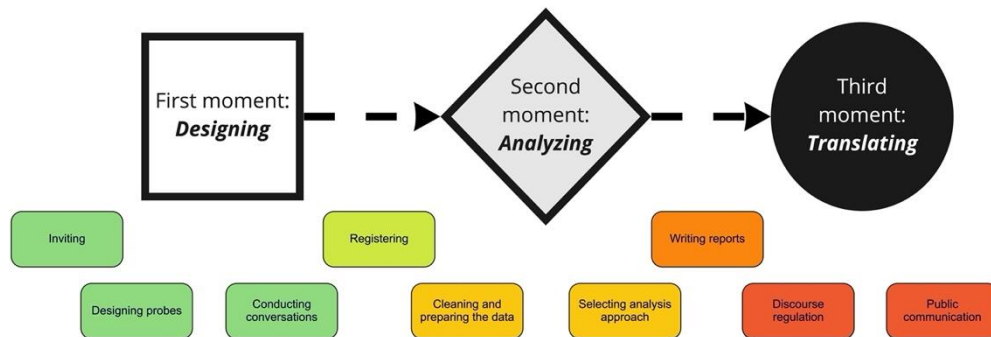 First moment:
Designing
Second
moment:
Analyzing
Third
moment:
Translating
Inviting
Registering
Writing reports
Designing probes
Conducting
conversations
Cleaning and
preparing the data
Selecting analysis
approach
Discourse
regulation
Public
communication